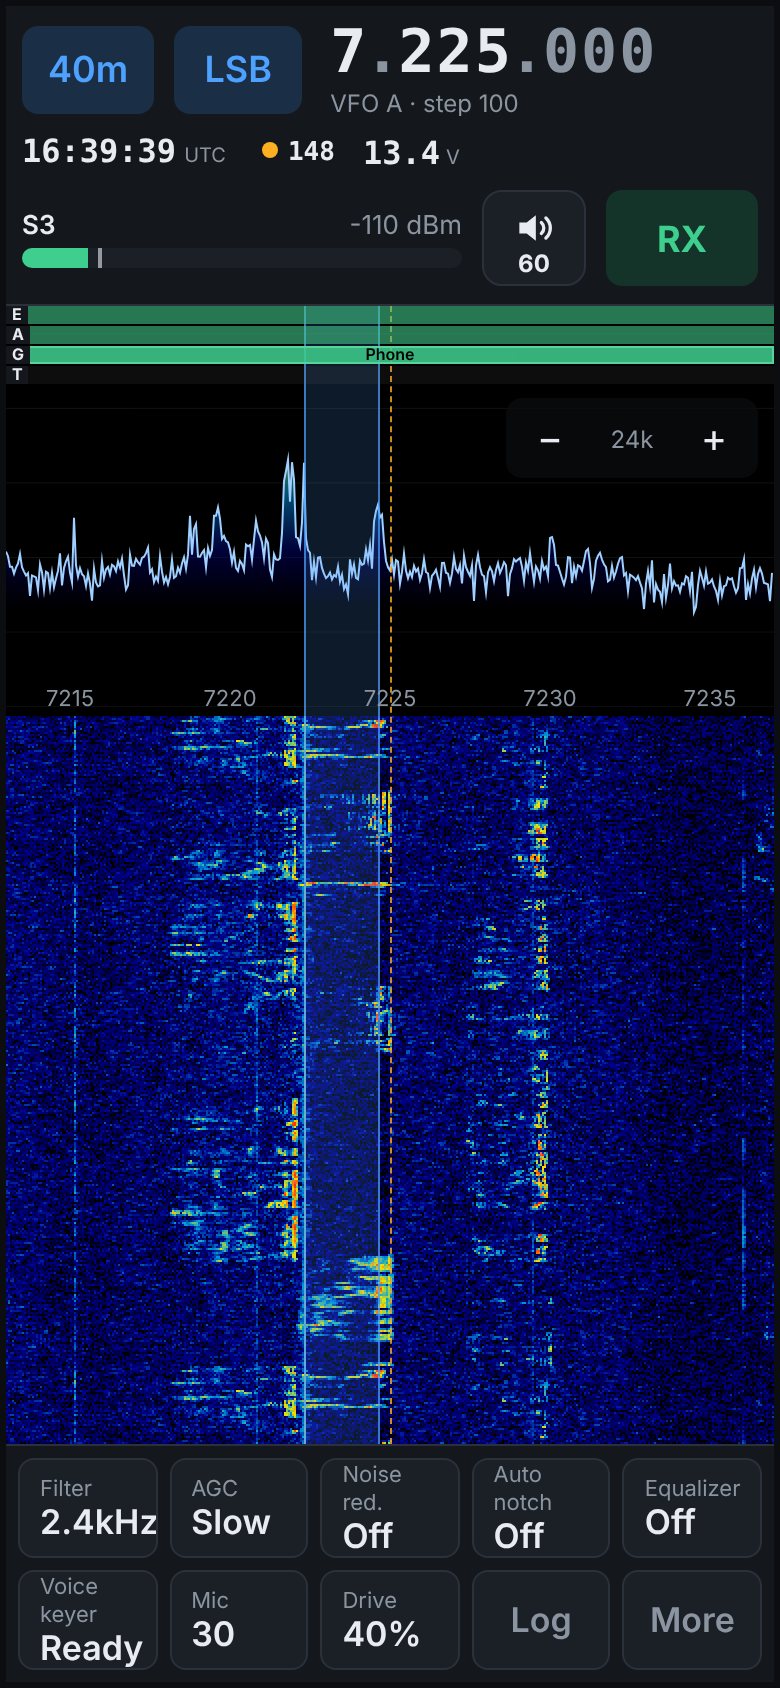 40m LSB 7.225.000
VFO A · step 100
16:39:39 UTC 148 13.4 V
S3 -110 dBm
60
RX
E
A
G Phone
T
− 24k +
7215 7220 7225 7230 7235
Filter
2.4kHz
AGC
Slow
Noise
red.
Off
Auto
notch
Off
Equalizer
Off
Voice
keyer
Ready
Mic
30
Drive
40%
Log
More